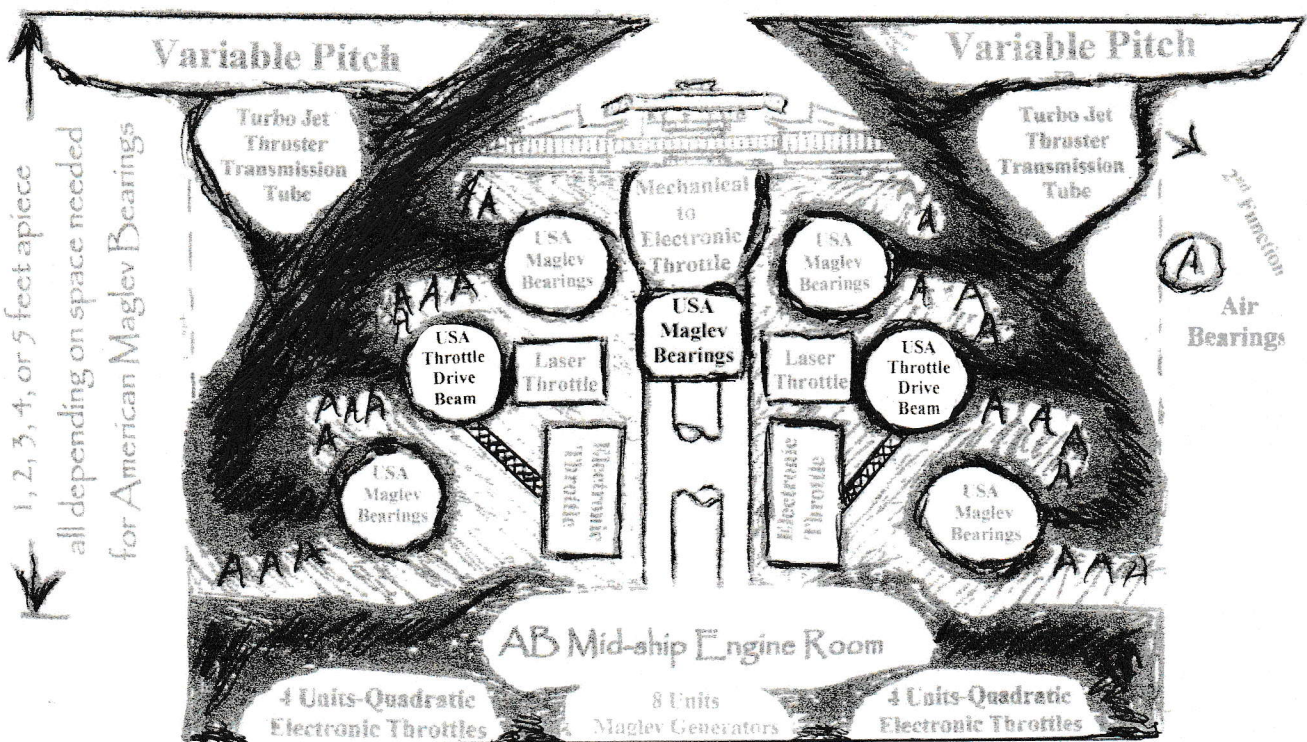 Variable Pitch
Variable Pitch
Turbo Jet
Thruster
Transmission
Tube
Turbo Jet
Thruster
Transmission
Tube
1, 2, 3, 4, or 5 feet apiece
all depending on space needed
for American Maglev Bearings
Mechanical
to
Electronic
Throttle
2nd Function
A
Air
Bearings
A
USA
Maglev
Bearings
USA
Maglev
Bearings
A
A A A
A
USA
Maglev
Bearings
A A
A
USA
Throttle
Drive
Beam
Laser
Throttle
Laser
Throttle
USA
Throttle
Drive
Beam
A A A
A
A A
A
A
USA
Maglev
Bearings
Electronic
Throttle
Electronic
Throttle
USA
Maglev
Bearings
A A A
A A A
AB Mid-ship Engine Room
4 Units-Quadratic
Electronic Throttles
8 Units
Maglev Generators
4 Units-Quadratic
Electronic Throttles